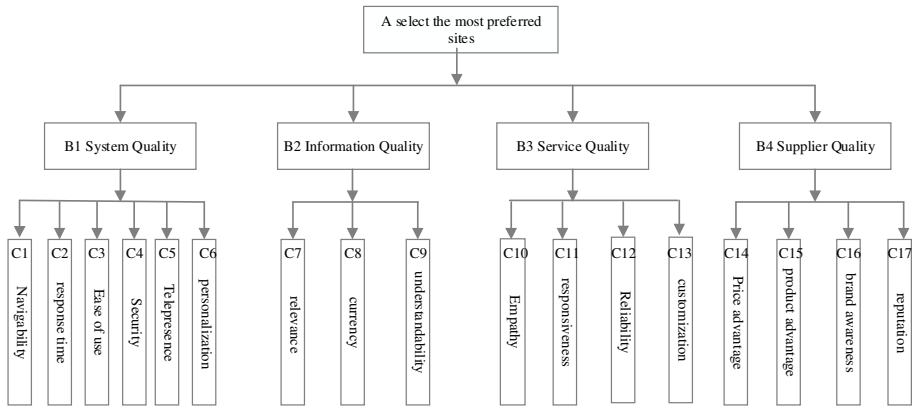 A select the most preferred
sites
B1 System Quality
B2 Information Quality
B3 Service Quality
B4 Supplier Quality
C1
Navigability
C2
response time
C3
Ease of use
C4
Security
C5
Telepresence
C6
personalization
C7
relevance
C8
currency
C9
understandability
C10
Empathy
C11
responsiveness
C12
Reliability
C13
customization
C14
Price advantage
C15
product advantage
C16
brand awareness
C17
reputation